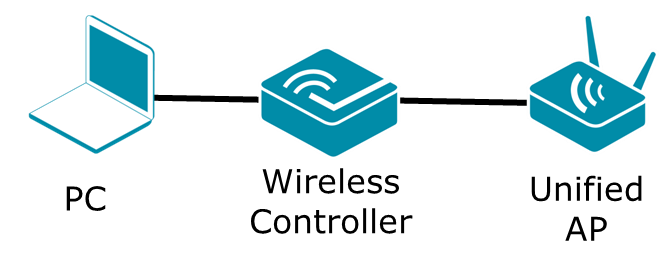 PC
Wireless
Controller
Unified
AP